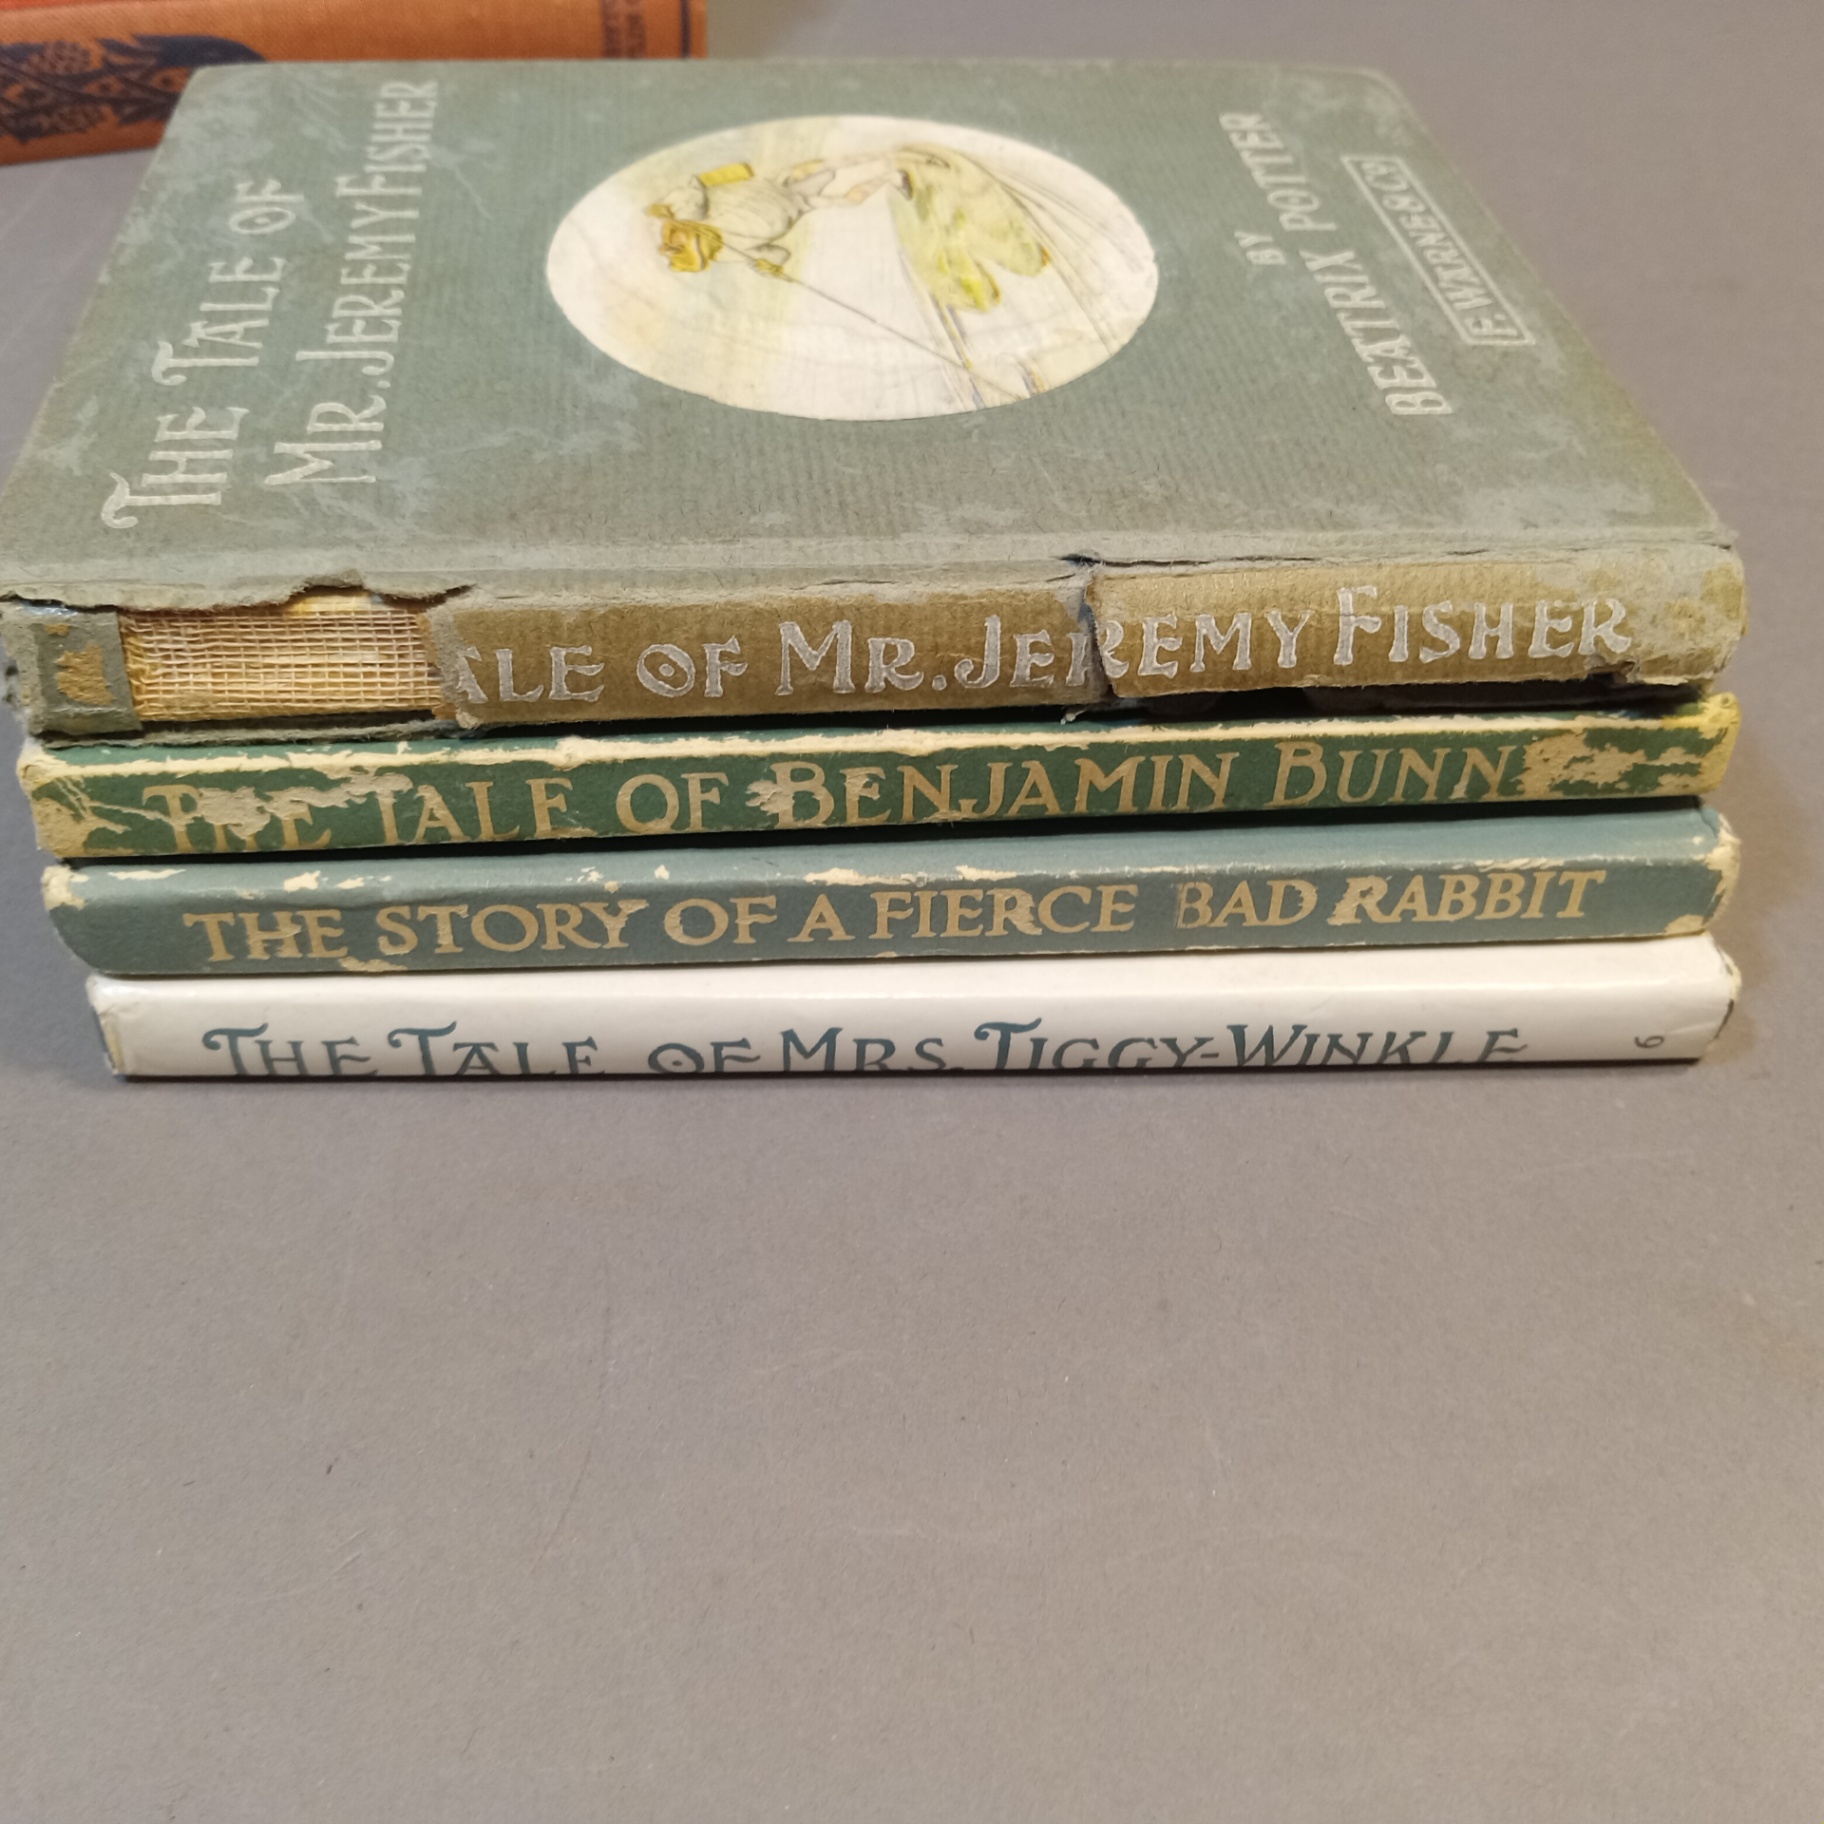 THE TALE OF
MR. JEREMY FISHER
BY
BEATRIX POTTER
F. WARNE & Co
ALE OF MR. JEREMY FISHER
THE TALE OF BENJAMIN BUNN
THE STORY OF A FIERCE BAD RABBIT
THE TALE OF MRS. TIGGY-WINKLE
6